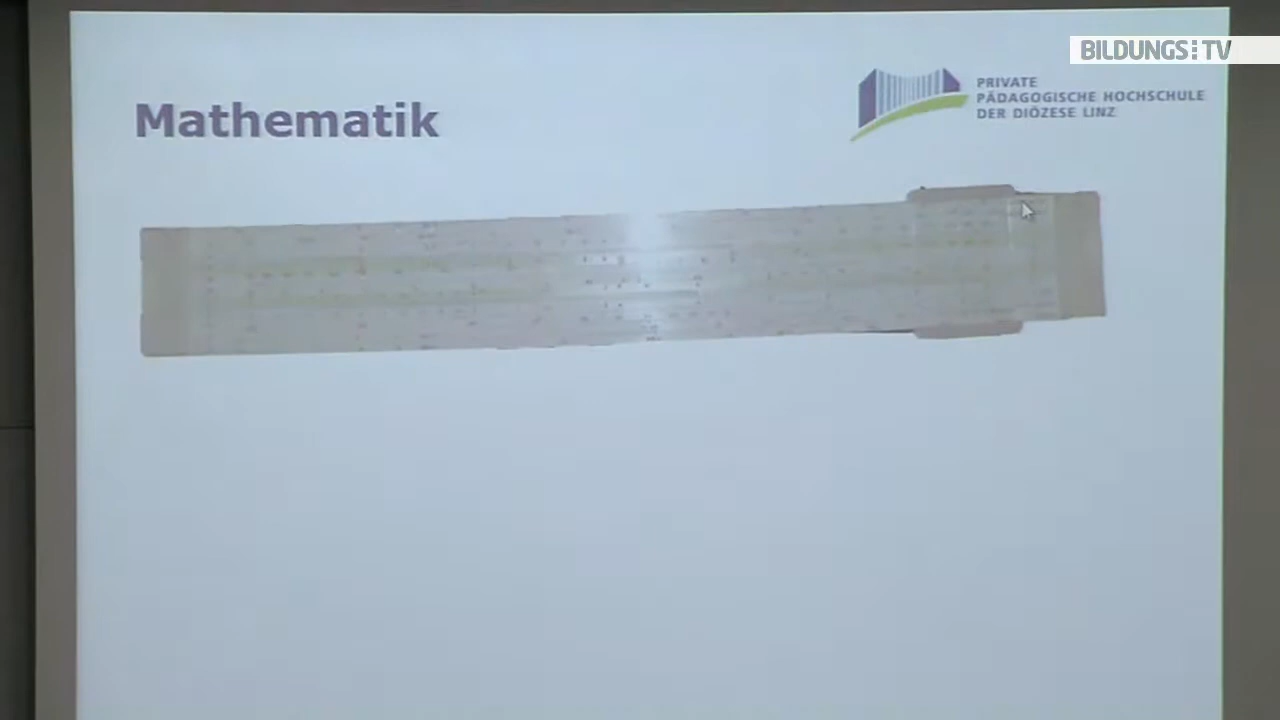 BILDUNGS:TV
Mathematik
PRIVATE
PÄDAGOGISCHE HOCHSCHULE
DER DIÖZESE LINZ